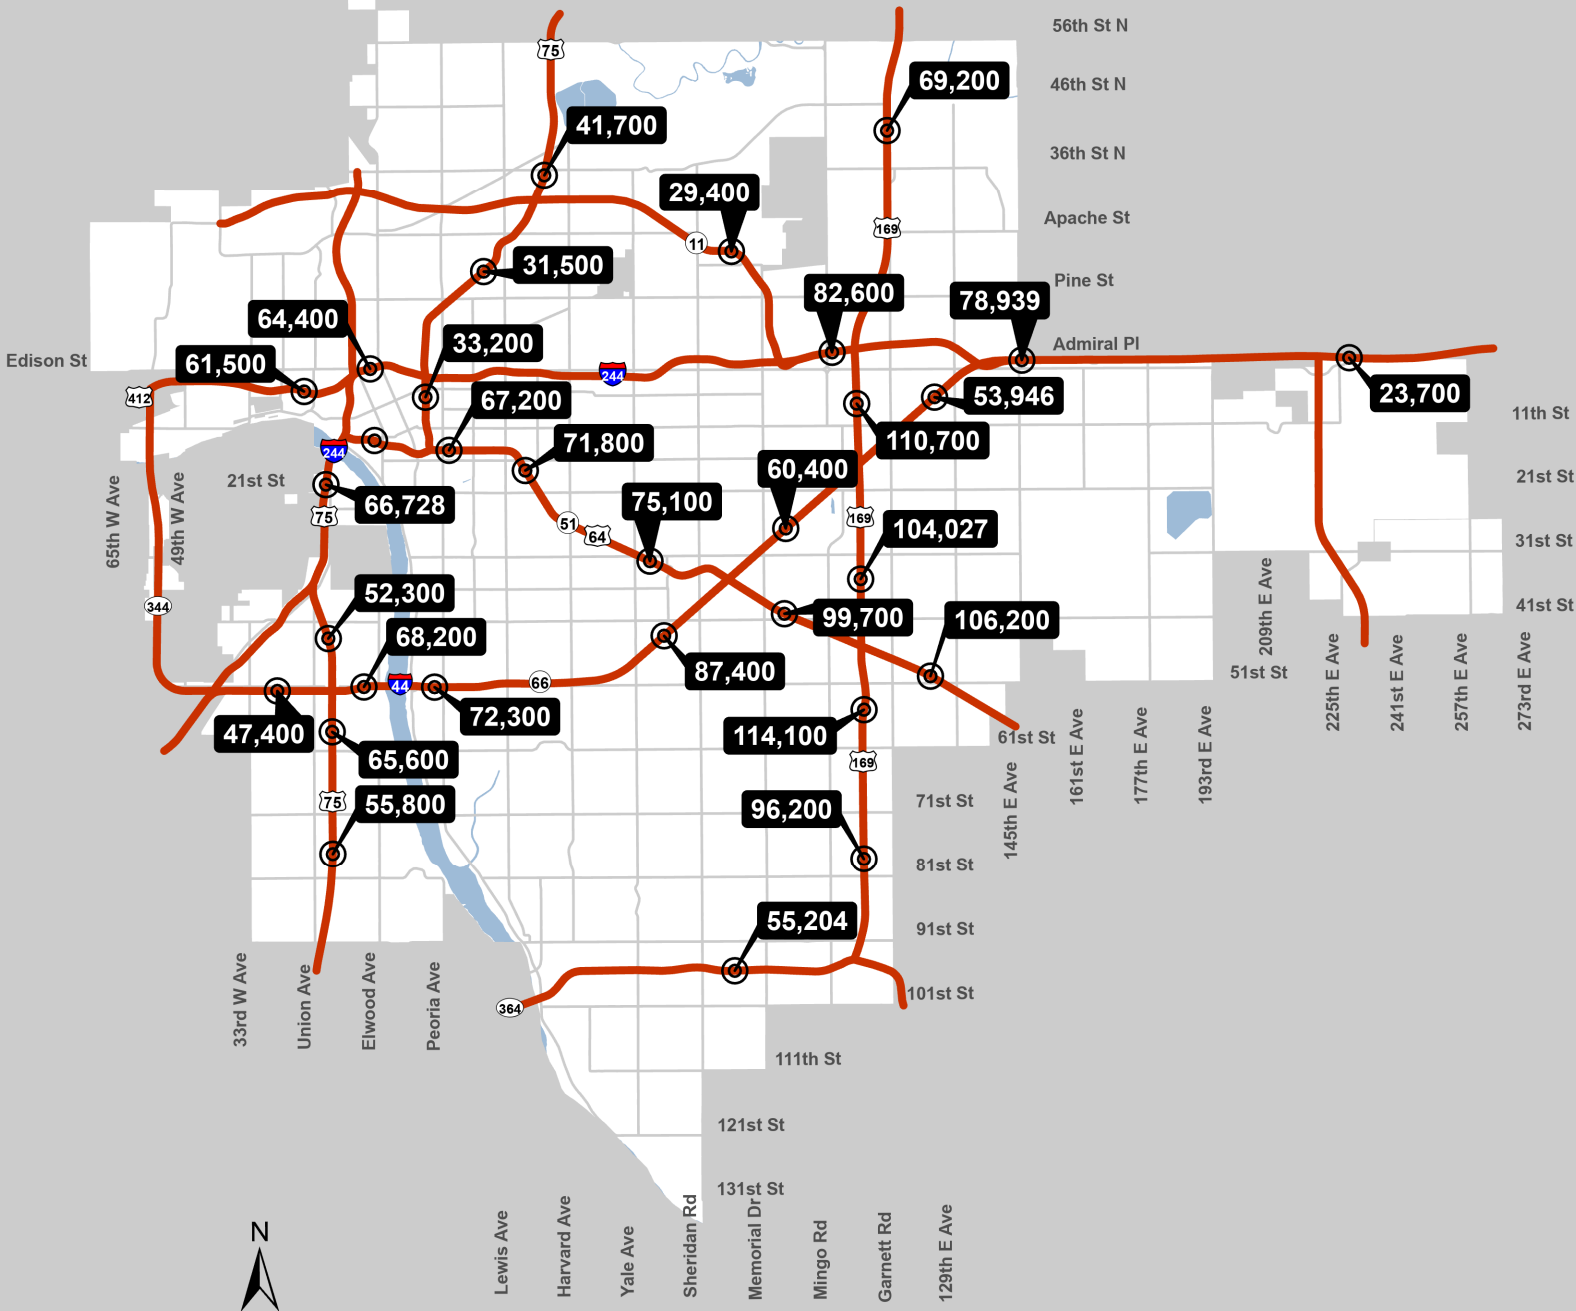 56th St N
75
69,200
46th St N
41,700
36th St N
29,400
Apache St
169
11
31,500
Pine St
82,600
78,939
64,400
33,200
Admiral Pl
Edison St
61,500
244
412
67,200
53,946
23,700
11th St
71,800
110,700
244
60,400
21st St
21st St
66,728
75,100
65th W Ave
49th W Ave
75
51
64
169
104,027
31st St
52,300
344
99,700
106,200
209th E Ave
41st St
68,200
87,400
51st St
44
66
72,300
47,400
114,100
61st St
225th E Ave
241st E Ave
257th E Ave
273rd E Ave
65,600
169
145th E Ave
161st E Ave
177th E Ave
193rd E Ave
75
55,800
96,200
71st St
81st St
55,204
91st St
33rd W Ave
Union Ave
Elwood Ave
Peoria Ave
364
101st St
111th St
121st St
131st St
N
Lewis Ave
Harvard Ave
Yale Ave
Sheridan Rd
Memorial Dr
Mingo Rd
Garnett Rd
129th E Ave